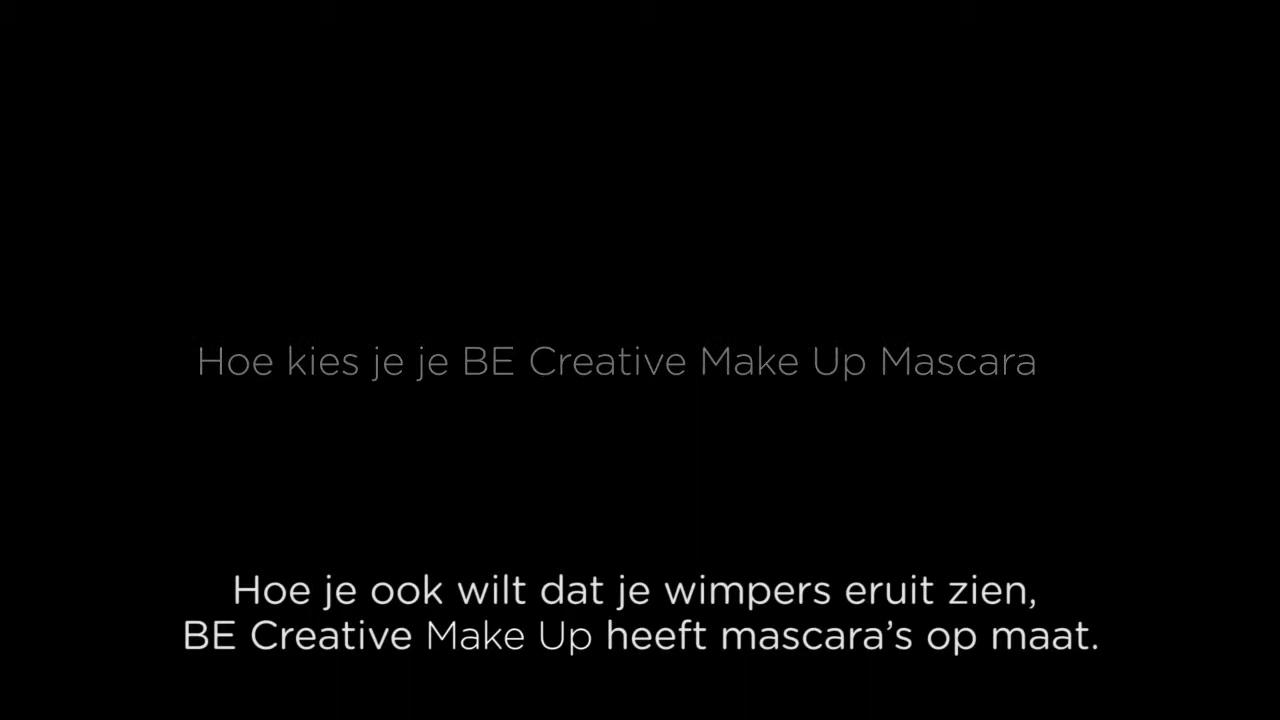 Hoe kies je je BE Creative Make Up Mascara
Hoe je ook wilt dat je wimpers eruit zien,
BE Creative Make Up heeft mascara’s op maat.